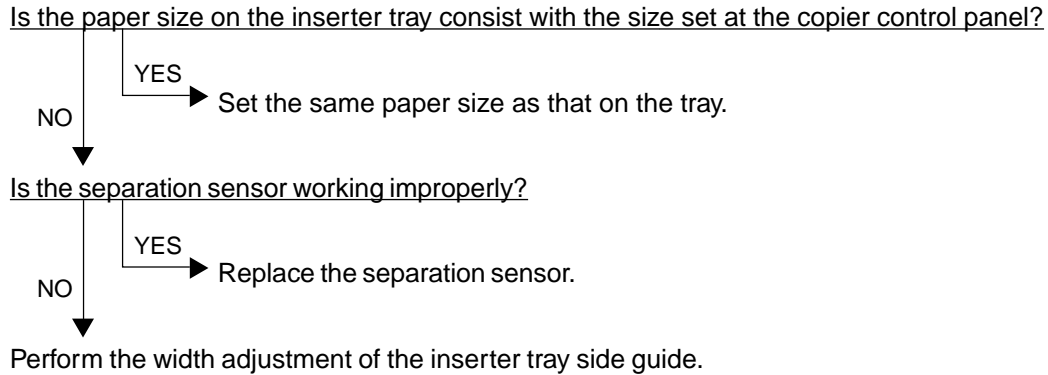 Is the paper size on the inserter tray consist with the size set at the copier control panel?
YES
Set the same paper size as that on the tray.
NO
Is the separation sensor working improperly?
YES
Replace the separation sensor.
NO
Perform the width adjustment of the inserter tray side guide.